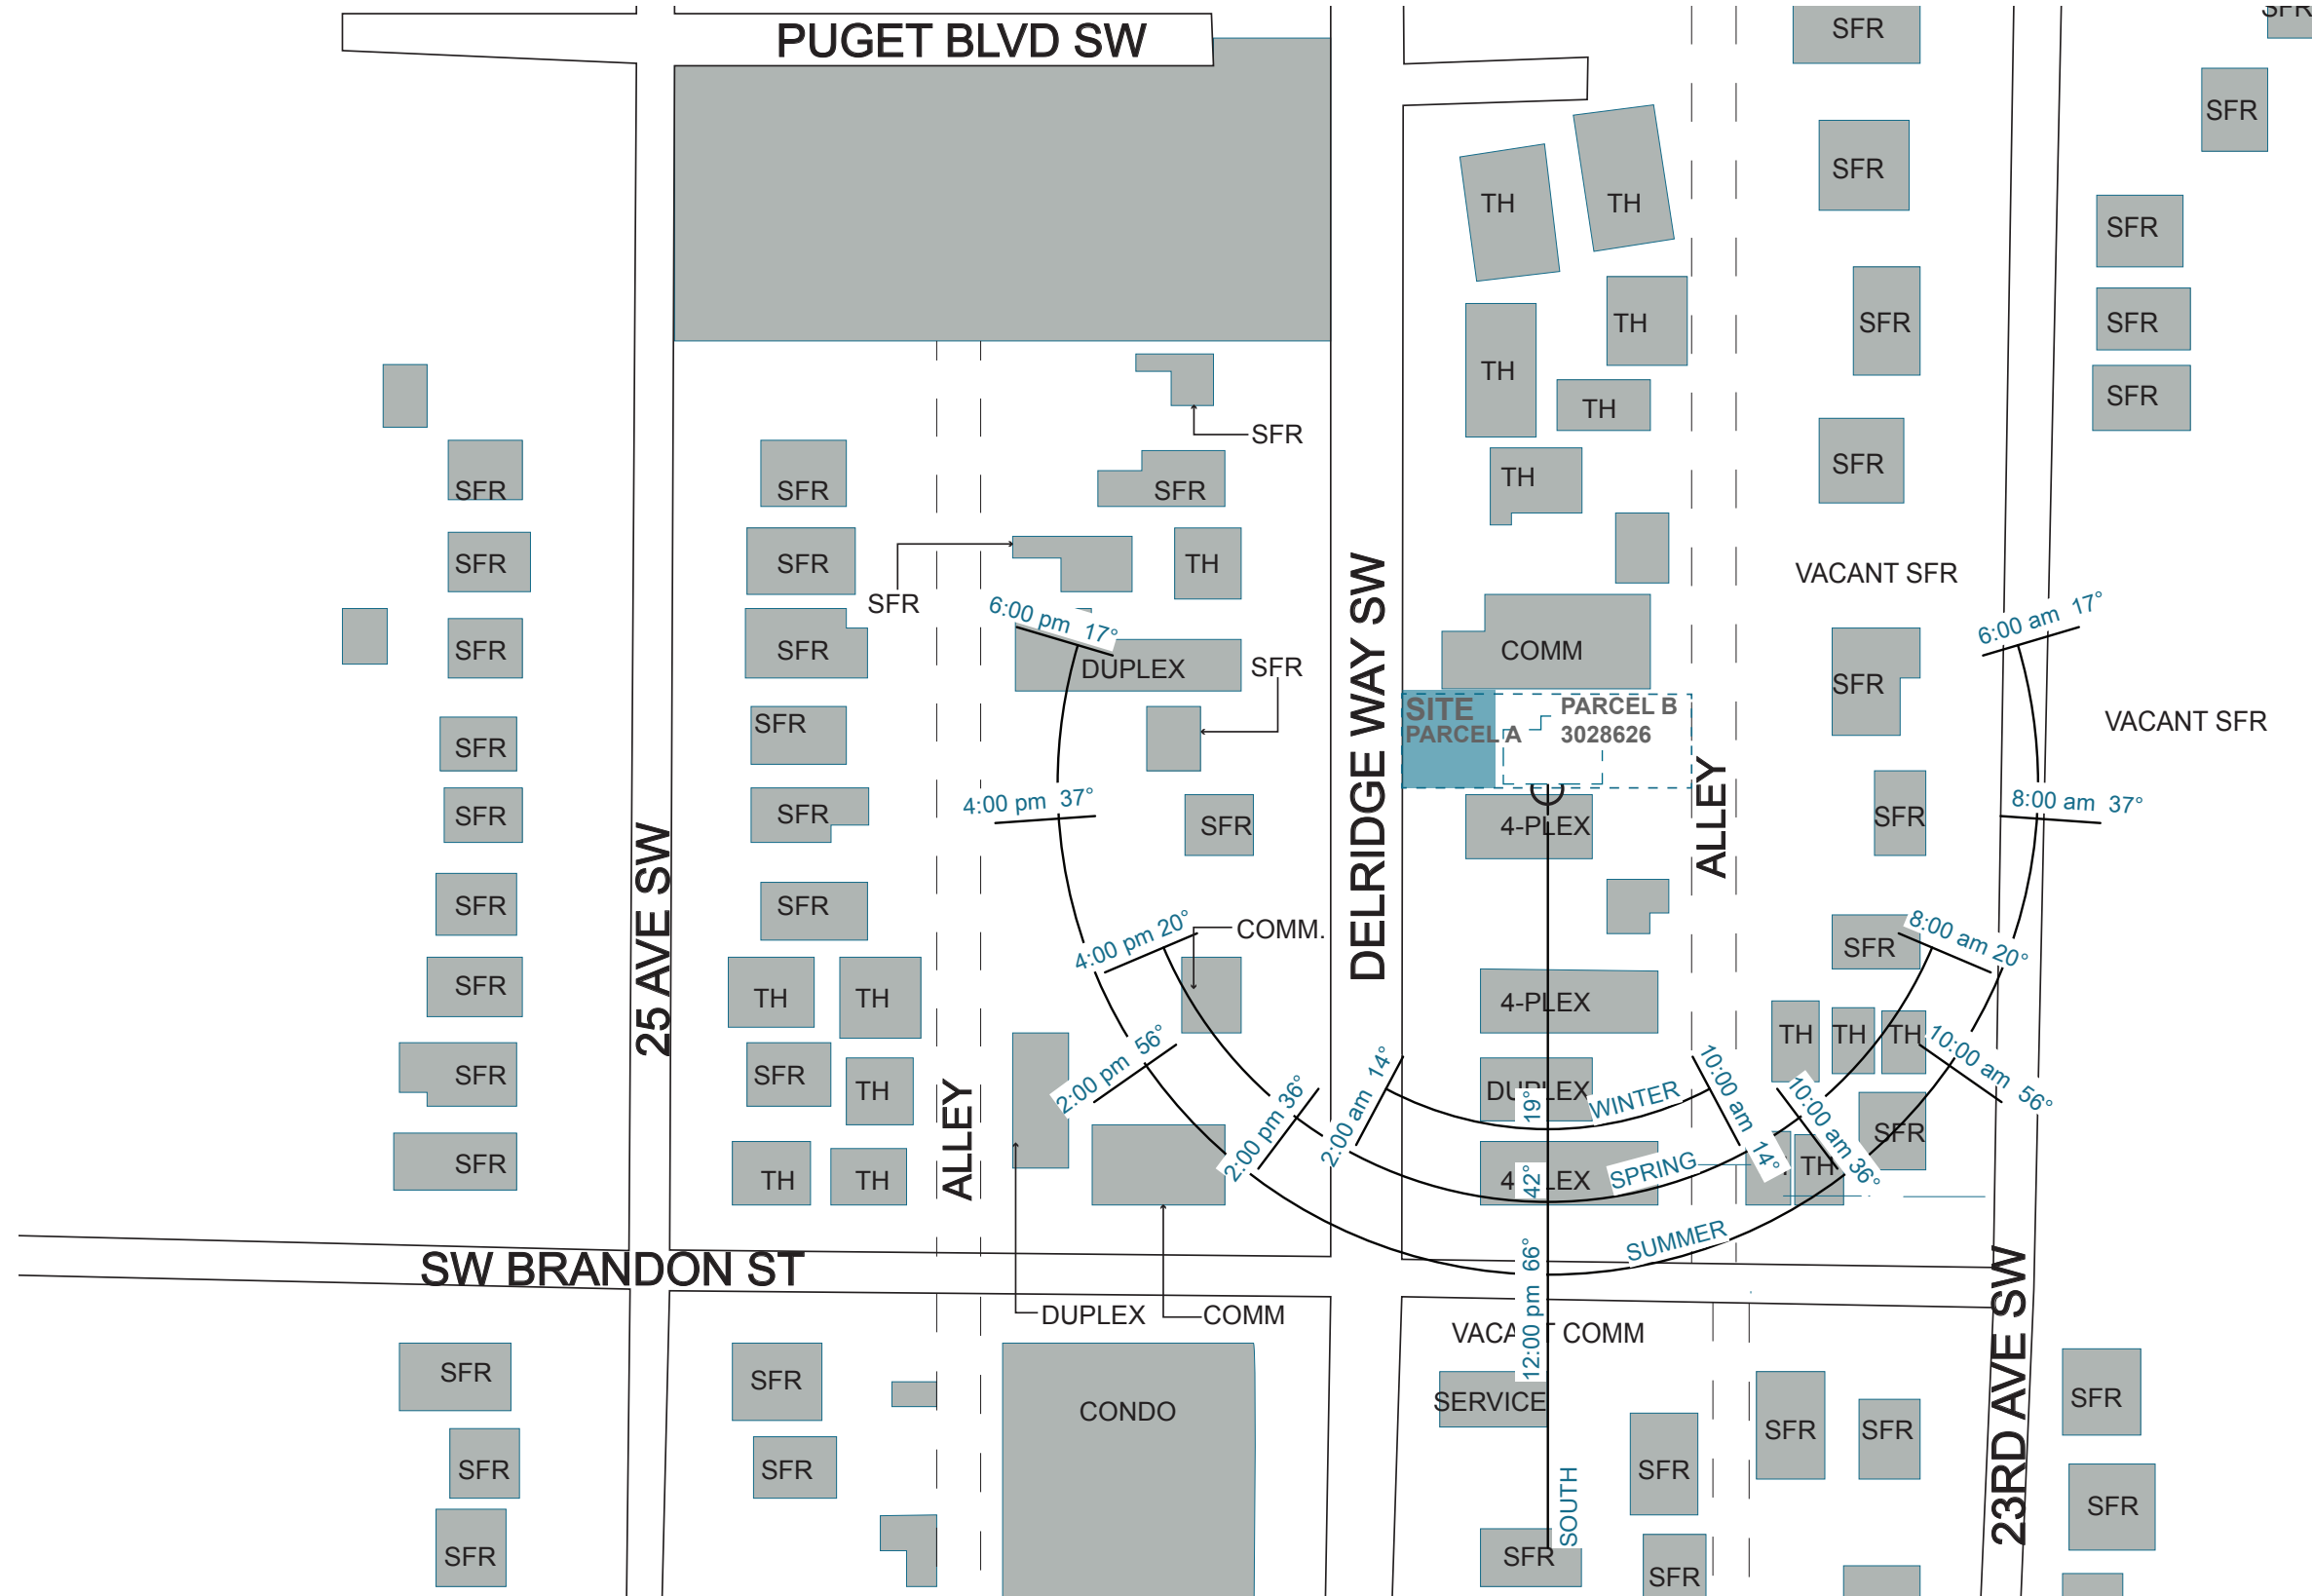 PUGET BLVD SW
SFR
SFR
SFR
SFR
TH
TH
SFR
TH
SFR
SFR
TH
SFR
TH
SFR
SFR
SFR
SFR
SFR
TH
SFR
SFR
SFR
TH
VACANT SFR
SFR
6:00 pm 17°
6:00 am 17°
SFR
SFR
DUPLEX
SFR
COMM
SFR
DELRIDGE WAY SW
SITE
PARCEL A
PARCEL B
3028626
SFR
SFR
VACANT SFR
4:00 pm 37°
8:00 am 37°
SFR
SFR
SFR
4-PLEX
SFR
ALLEY
25 AVE SW
SFR
SFR
4:00 pm 20°
COMM.
SFR
8:00 am 20°
SFR
TH
TH
4-PLEX
TH
TH
TH
10:00 am 56°
2:00 pm 56°
SFR
SFR
TH
2:00 pm 36°
2:00 am 14°
DUPLEX
19°
WINTER
10:00 am 14°
10:00 am 36°
SFR
ALLEY
SFR
TH
TH
4-PLEX
42°
SPRING
TH
SUMMER
SW BRANDON ST
12:00 pm 66°
23RD AVE SW
DUPLEX
COMM
COMM
SFR
SFR
CONDO
SERVICE
SFR
SFR
SFR
SFR
SFR
SFR
SOUTH
SFR
SFR
SFR
SFR